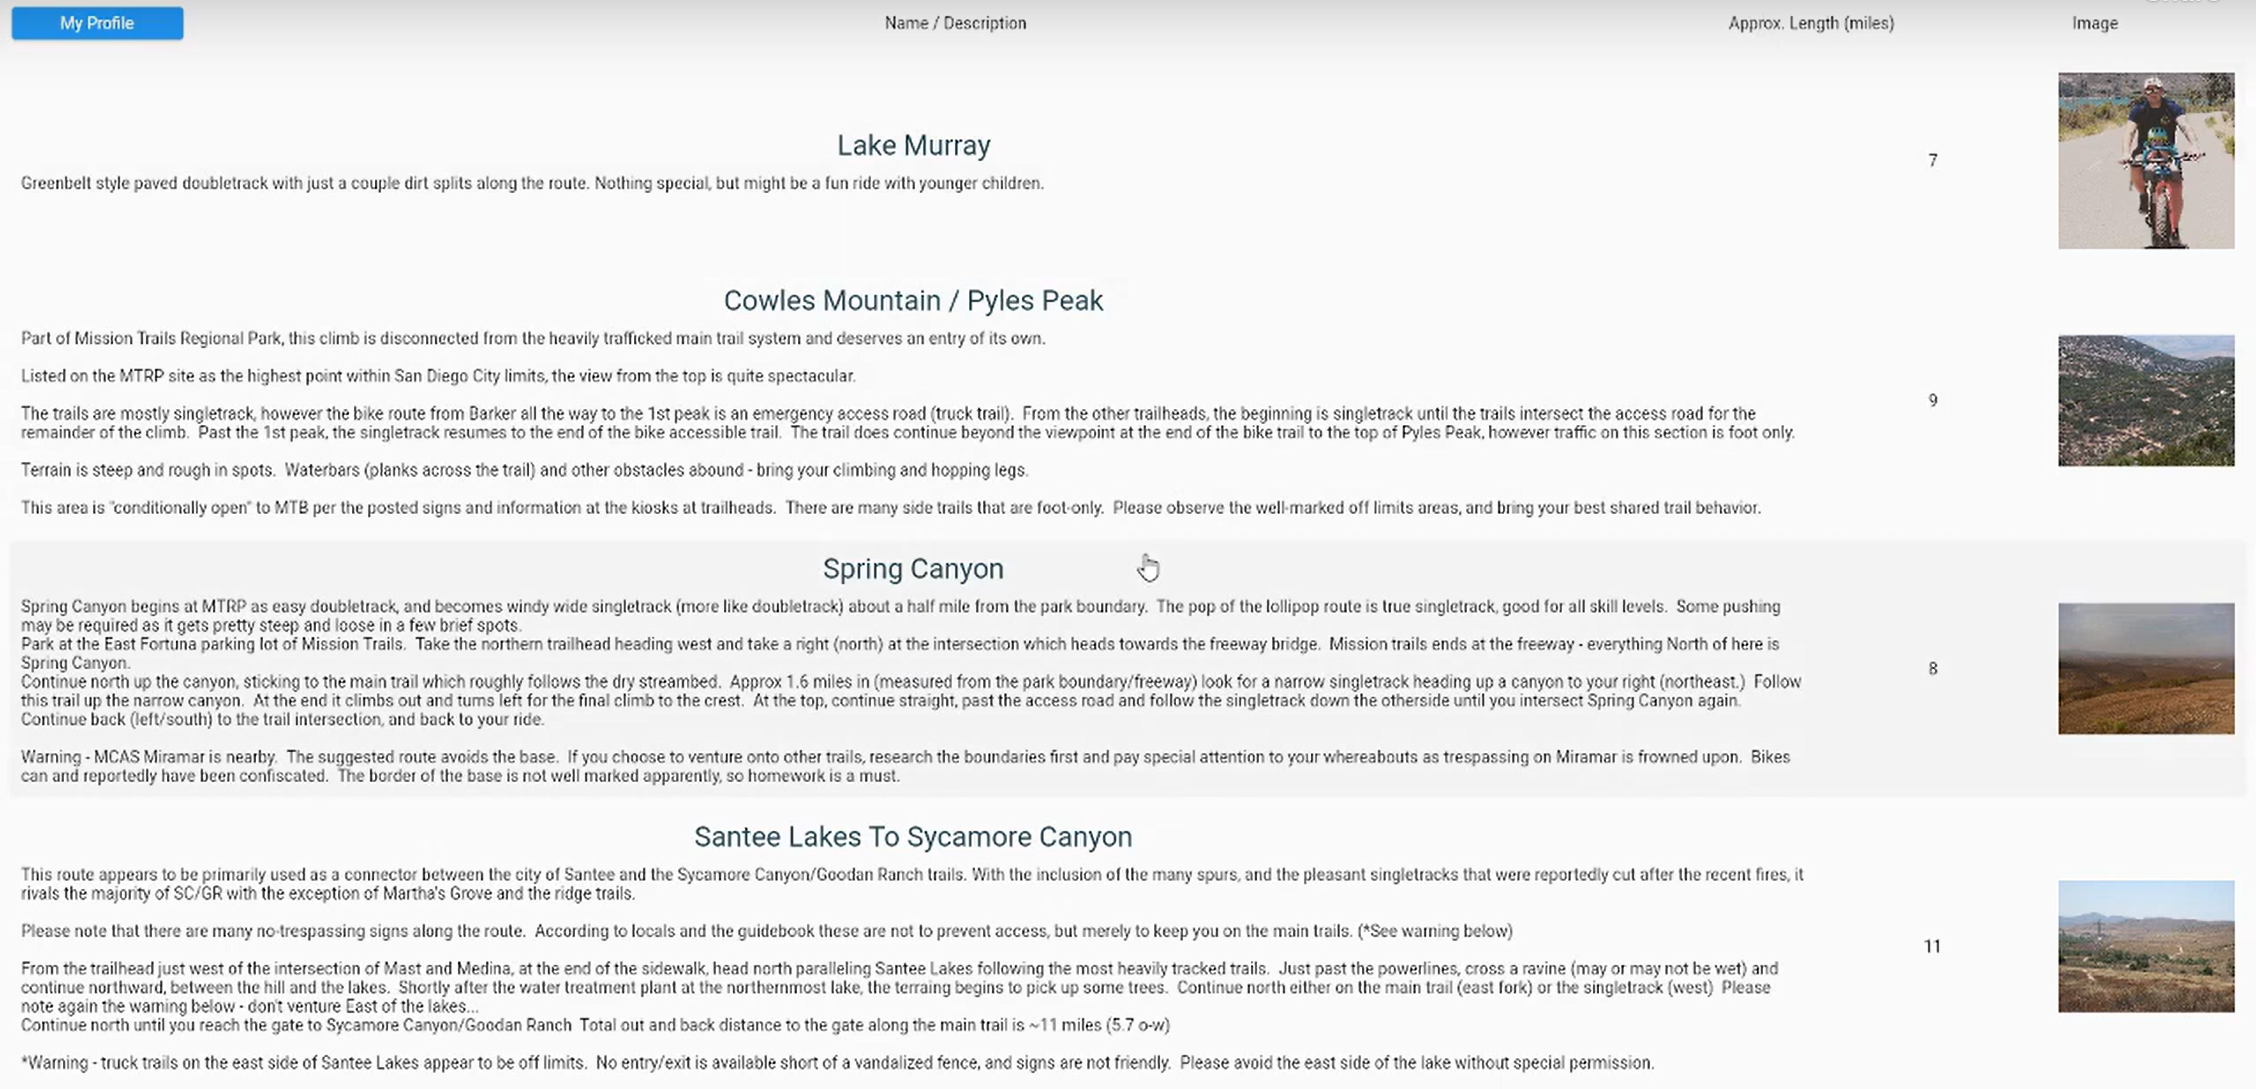 My Profile
Name / Description
Approx. Length (miles)
Image
Lake Murray
Greenbelt style paved doubletrack with just a couple dirt splits along the route. Nothing special, but might be a fun ride with younger children.
7
Cowles Mountain / Pyles Peak
Part of Mission Trails Regional Park, this climb is disconnected from the heavily trafficked main trail system and deserves an entry of its own.
Listed on the MTRP site as the highest point within San Diego City limits, the view from the top is quite spectacular.
The trails are mostly singletrack, however the bike route from Barker all the way to the 1st peak is an emergency access road (truck trail).  From the other trailheads, the beginning is singletrack until the trails intersect the access road for the
remainder of the climb.  Past the 1st peak, the singletrack resumes to the end of the bike accessible trail.  The trail does continue beyond the viewpoint at the end of the bike trail to the top of Pyles Peak, however traffic on this section is foot only.
Terrain is steep and rough in spots.  Waterbars (planks across the trail) and other obstacles abound - bring your climbing and hopping legs.
This area is "conditionally open" to MTB per the posted signs and information at the kiosks at trailheads.  There are many side trails that are foot-only.  Please observe the well-marked off limits areas, and bring your best shared trail behavior.
9
Spring Canyon
Spring Canyon begins at MTRP as easy doubletrack, and becomes windy wide singletrack (more like doubletrack) about a half mile from the park boundary.  The pop of the lollipop route is true singletrack, good for all skill levels.  Some pushing
may be required as it gets pretty steep and loose in a few brief spots.
Park at the East Fortuna parking lot of Mission Trails.  Take the northern trailhead heading west and take a right (north) at the intersection which heads towards the freeway bridge.  Mission trails ends at the freeway - everything North of here is
Spring Canyon.
Continue north up the canyon, sticking to the main trail which roughly follows the dry streambed.  Approx 1.6 miles in (measured from the park boundary/freeway) look for a narrow singletrack heading up a canyon to your right (northeast.)  Follow
this trail up the narrow canyon.  At the end it climbs out and turns left for the final climb to the crest.  At the top, continue straight, past the access road and follow the singletrack down the otherside until you intersect Spring Canyon again.
Continue back (left/south) to the trail intersection, and back to your ride.
Warning - MCAS Miramar is nearby.  The suggested route avoids the base.  If you choose to venture onto other trails, research the boundaries first and pay special attention to your whereabouts as trespassing on Miramar is frowned upon.  Bikes
can and reportedly have been confiscated.  The border of the base is not well marked apparently, so homework is a must.
8
Santee Lakes To Sycamore Canyon
This route appears to be primarily used as a connector between the city of Santee and the Sycamore Canyon/Goodan Ranch trails. With the inclusion of the many spurs, and the pleasant singletracks that were reportedly cut after the recent fires, it
rivals the majority of SC/GR with the exception of Martha's Grove and the ridge trails.
Please note that there are many no-trespassing signs along the route.  According to locals and the guidebook these are not to prevent access, but merely to keep you on the main trails. (*See warning below)
From the trailhead just west of the intersection of Mast and Medina, at the end of the sidewalk, head north paralleling Santee Lakes following the most heavily tracked trails.  Just past the powerlines, cross a ravine (may or may not be wet) and
continue northward, between the hill and the lakes.  Shortly after the water treatment plant at the northernmost lake, the terraing begins to pick up some trees.  Continue north either on the main trail (east fork) or the singletrack (west)  Please
note again the warning below - don't venture East of the lakes...
Continue north until you reach the gate to Sycamore Canyon/Goodan Ranch  Total out and back distance to the gate along the main trail is ~11 miles (5.7 o-w)
*Warning - truck trails on the east side of Santee Lakes appear to be off limits.  No entry/exit is available short of a vandalized fence, and signs are not friendly.  Please avoid the east side of the lake without special permission.
11